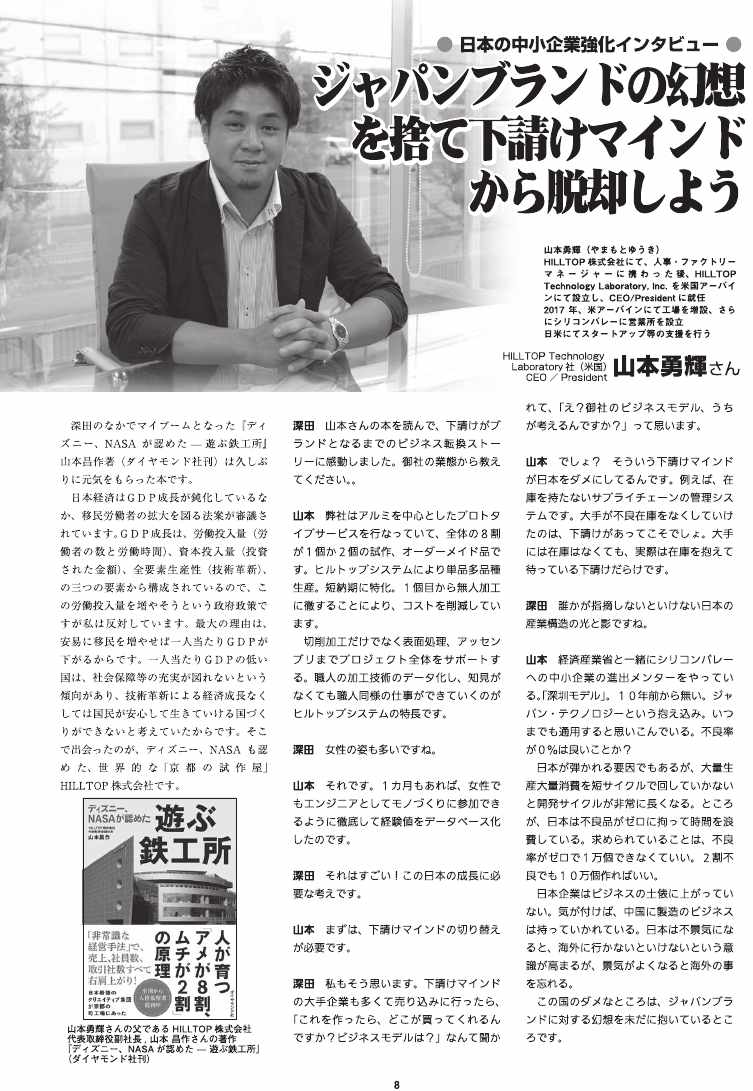 ● 日本の中小企業強化インタビュー ●
ジャパンブランドの幻想
を捨て下請けマインド
から脱却しよう
山本勇輝（やまもとゆうき）
HILLTOP 株式会社にて、人事・ファクトリー
マネージャーに携わった後、HILLTOP
Technology Laboratory, Inc. を米国アーバイ
ンにて設立し、CEO/President に就任
2017 年、米アーバインにて工場を増設、さら
にシリコンバレーに営業所を設立
日米にてスタートアップ等の支援を行う
HILLTOP Technology
Laboratory 社（米国）
CEO ／ President
山本勇輝さん
深田のなかでマイブームとなった『ディ
ズニー、NASA が認めた ― 遊ぶ鉄工所』
山本昌作著（ダイヤモンド社刊）は久しぶ
りに元気をもらった本です。
日本経済はＧＤＰ成長が鈍化しているな
か、移民労働者の拡大を図る法案が審議さ
れています。ＧＤＰ成長は、労働投入量（労
働者の数と労働時間）、資本投入量（投資
された金額）、全要素生産性（技術革新）、
の三つの要素から構成されているので、こ
の労働投入量を増やそうという政府政策で
すが私は反対しています。最大の理由は、
安易に移民を増やせば一人当たりＧＤＰが
下がるからです。一人当たりＧＤＰの低い
国は、社会保障等の充実が図れないという
傾向があり、技術革新による経済成長なく
しては国民が安心して生きていける国づく
りができないと考えていたからです。そこ
で出会ったのが、ディズニー、NASA も認
めた、世界的な「京都の試作屋」
HILLTOP 株式会社です。
ディズニー、
NASAが認めた
遊ぶ
鉄工所
山本昌作
人が育つ
「アメが8割、
ムチが2割」
の原理
「非常識な
経営手法」で、
売上、社員数、
取引社数すべて
右肩上がり！
日本最強の
クリエイティブ集団
が京都の
町工場にあった
山本勇輝さんの父である HILLTOP 株式会社
代表取締役副社長 , 山本 昌作さんの著作
『ディズニー、NASA が認めた ― 遊ぶ鉄工所』
（ダイヤモンド社刊）
深田　山本さんの本を読んで、下請けがブ
ランドとなるまでのビジネス転換ストー
リーに感動しました。御社の業態から教え
てください。。
山本　弊社はアルミを中心としたプロトタ
イプサービスを行なっていて、全体の８割
が１個か２個の試作、オーダーメイド品で
す。ヒルトップシステムにより単品多品種
生産。短納期に特化。１個目から無人加工
に徹することにより、コストを削減してい
ます。
切削加工だけでなく表面処理、アッセン
ブリまでプロジェクト全体をサポートす
る。職人の加工技術のデータ化し、知見が
なくても職人同様の仕事ができていくのが
ヒルトップシステムの特長です。
深田　女性の姿も多いですね。
山本　それです。１カ月もあれば、女性で
もエンジニアとしてモノづくりに参加でき
るように徹底して経験値をデータベース化
したのです。
深田　それはすごい！この日本の成長に必
要な考えです。
山本　まずは、下請けマインドの切り替え
が必要です。
深田　私もそう思います。下請けマインド
の大手企業も多くて売り込みに行ったら、
「これを作ったら、どこが買ってくれるん
ですか？ビジネスモデルは？」なんて聞か
れて、「え？御社のビジネスモデル、うち
が考えるんですか？」って思います。
山本　でしょ？　そういう下請けマインド
が日本をダメにしてるんです。例えば、在
庫を持たないサプライチェーンの管理シス
テムです。大手が不良在庫をなくしていけ
たのは、下請けがあってこそでしょ。大手
には在庫はなくても、実際は在庫を抱えて
待っている下請けだらけです。
深田　誰かが指摘しないといけない日本の
産業構造の光と影ですね。
山本　経済産業省と一緒にシリコンバレー
への中小企業の進出メンターをやってい
る。「深圳モデル」。１０年前から無い。ジャ
パン・テクノロジーという抱え込み。いつ
までも通用すると思いこんでいる。不良率
が０％は良いことか？
日本が弾かれる要因でもあるが、大量生
産大量消費を短サイクルで回していかない
と開発サイクルが非常に長くなる。ところ
が、日本は不良品がゼロに拘って時間を浪
費している。求められていることは、不良
率がゼロで１万個できなくていい。２割不
良でも１０万個作ればいい。
日本企業はビジネスの土俵に上がってい
ない。気が付けば、中国に製造のビジネス
は持っていかれている。日本は不景気にな
ると、海外に行かないといけないという意
識が高まるが、景気がよくなると海外の事
を忘れる。
この国のダメなところは、ジャパンブラ
ンドに対する幻想を未だに抱いているとこ
ろです。
8